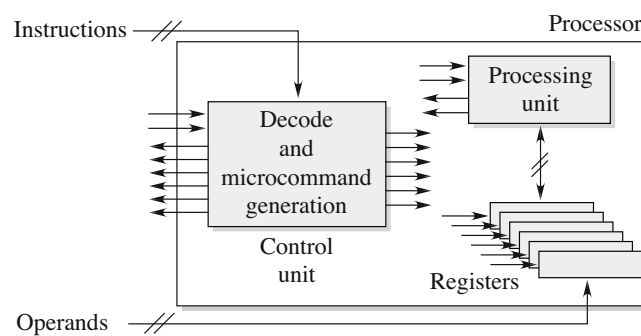 Instructions
Processor
Processing
unit
Decode
and
microcommand
generation
Control
unit
Registers
Operands